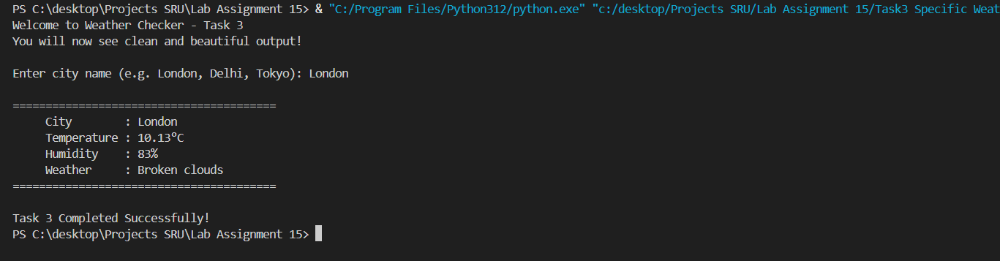 PS C:\desktop\Projects SRU\Lab Assignment 15> & "C:/Program Files/Python312/python.exe" "c:/desktop/Projects SRU/Lab Assignment 15/Task3 Specific Weat
Welcome to Weather Checker - Task 3
You will now see clean and beautiful output!
Enter city name (e.g. London, Delhi, Tokyo): London
========================================
City        : London
Temperature : 10.13°C
Humidity    : 83%
Weather     : Broken clouds
========================================
Task 3 Completed Successfully!
PS C:\desktop\Projects SRU\Lab Assignment 15>